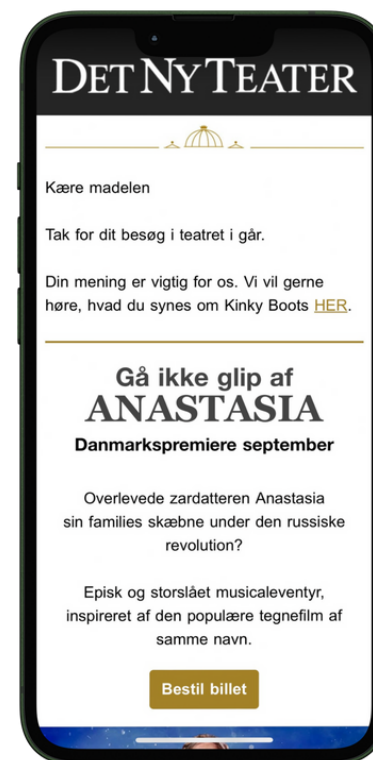 DET NY TEATER
Kære madelen
Tak for dit besøg i teatret i går.
Din mening er vigtig for os. Vi vil gerne
høre, hvad du synes om Kinky Boots HER.
Gå ikke glip af
ANASTASIA
Danmarkspremiere september
Overlevede zardatteren Anastasia
sin families skæbne under den russiske
revolution?
Episk og storslået musicaleventyr,
inspireret af den populære tegnefilm af
samme navn.
Bestil billet